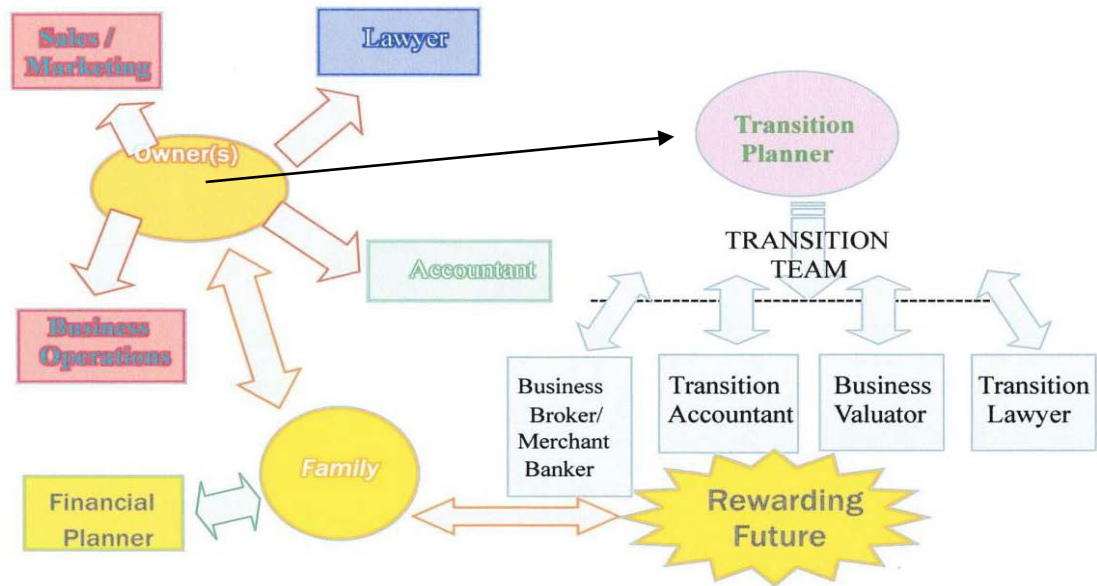 Sales /
Marketing
Lawyer
Owner(s)
Transition
Planner
Accountant
TRANSITION
TEAM
Business
Operations
Business
Broker/
Merchant
Banker
Transition
Accountant
Business
Valuator
Transition
Lawyer
Family
Financial
Planner
Rewarding
Future